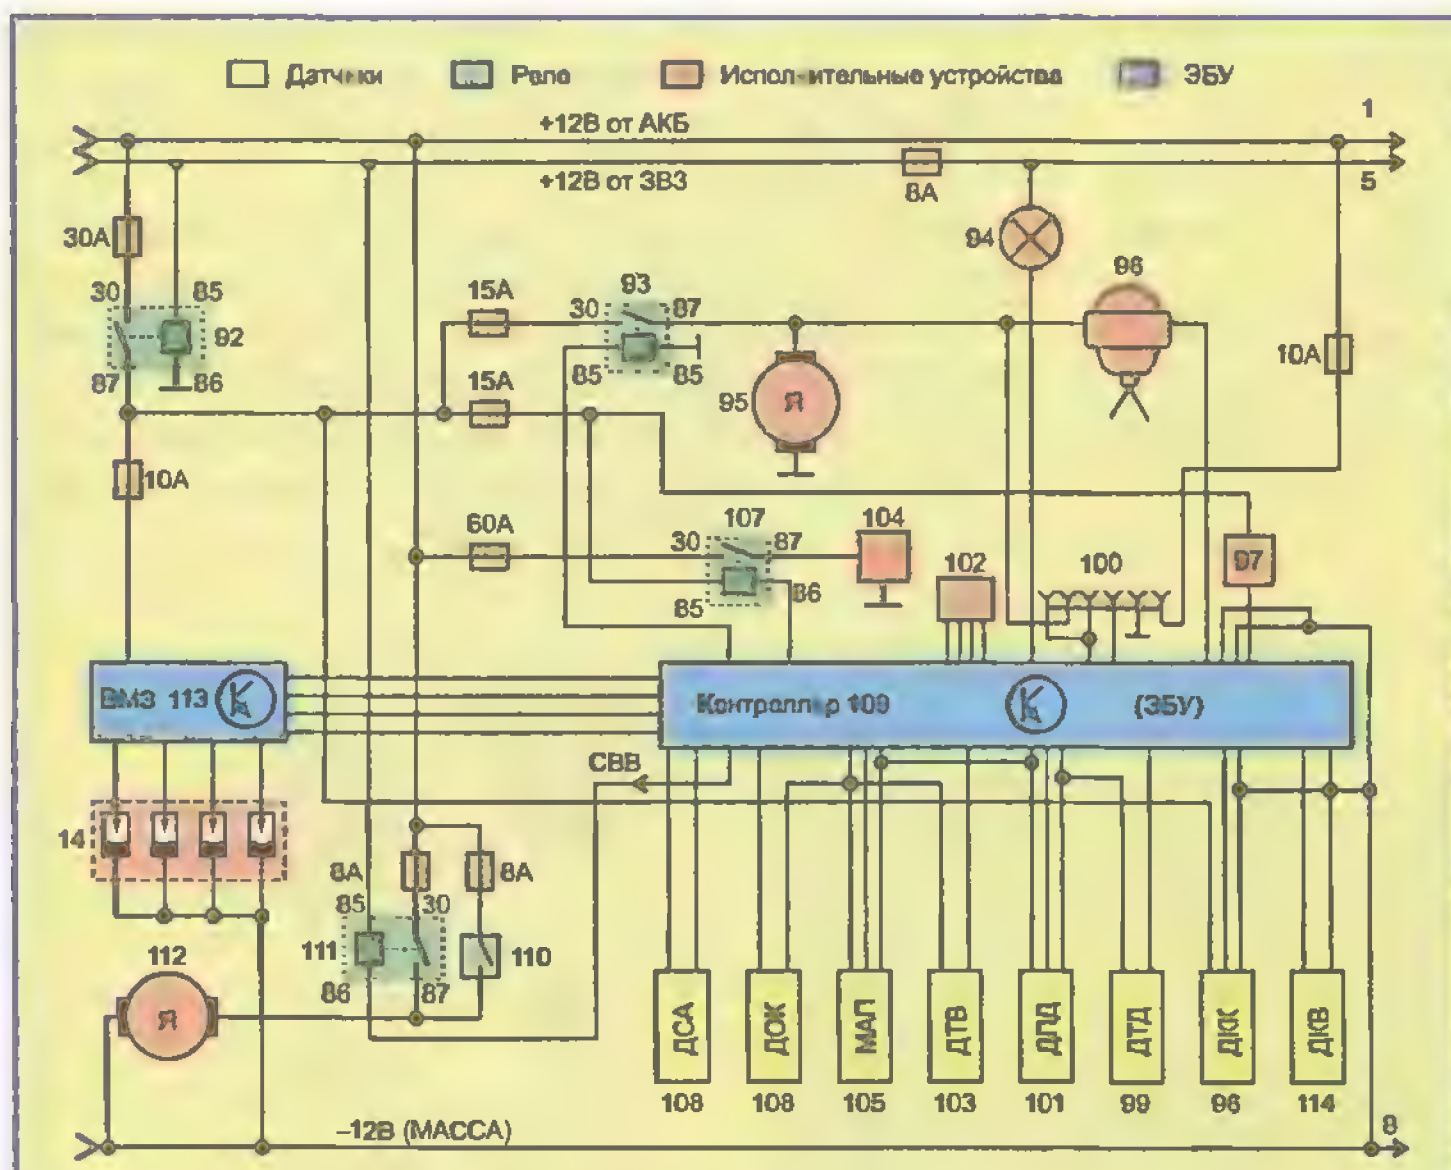 Датчики Реле Исполнительные устройства ЭБУ
+12В от АКБ 1
+12В от ЗВЗ 8А 5
30А 94 96
30 85 15А 30 93 87
92 10А
87 86 85 85
15А 95 Я
10А
60А 107 104
30 87 102 100 97
85 86
ВМЗ 113 Контроллер 109 (ЭБУ)
СВВ
14
8А 8А
85 30
112 111 110
86 87
Я
ДСА ДОЖ МАП ДТВ ДПД ДТД ДКК ДКВ
108 108 105 103 101 99 96 114
–12В (МАССА) 8